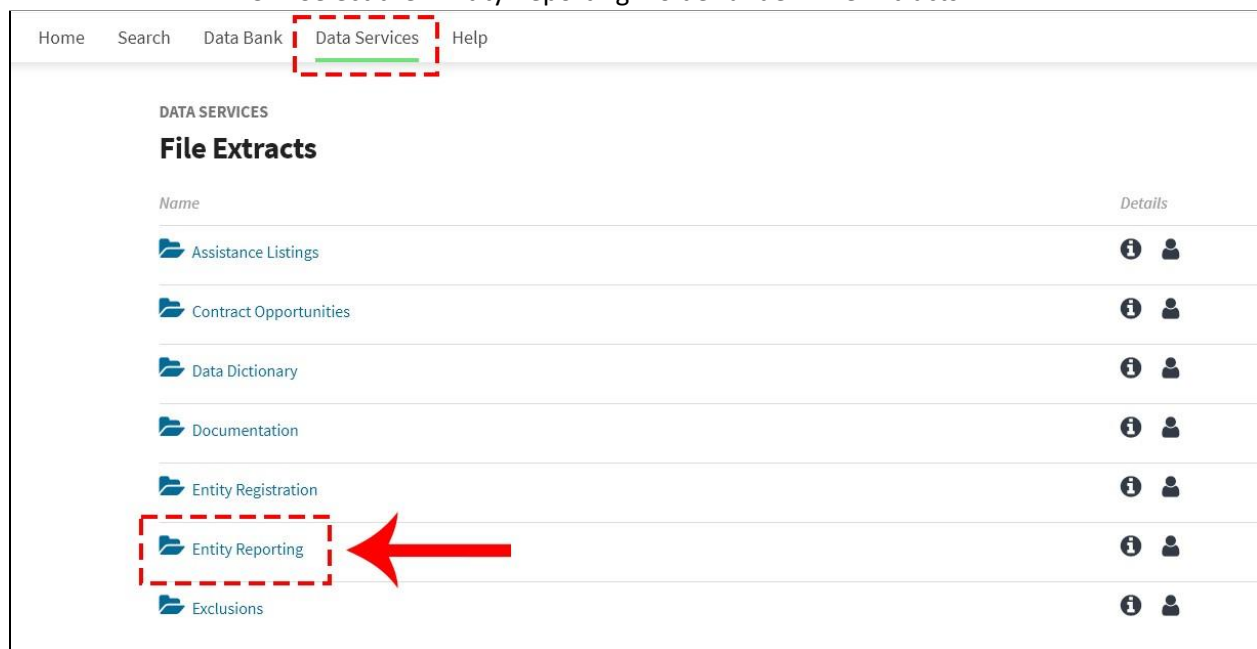 Home Search Data Bank Data Services Help
DATA SERVICES
File Extracts
Name Details
Assistance Listings
Contract Opportunities
Data Dictionary
Documentation
Entity Registration
Entity Reporting
Exclusions